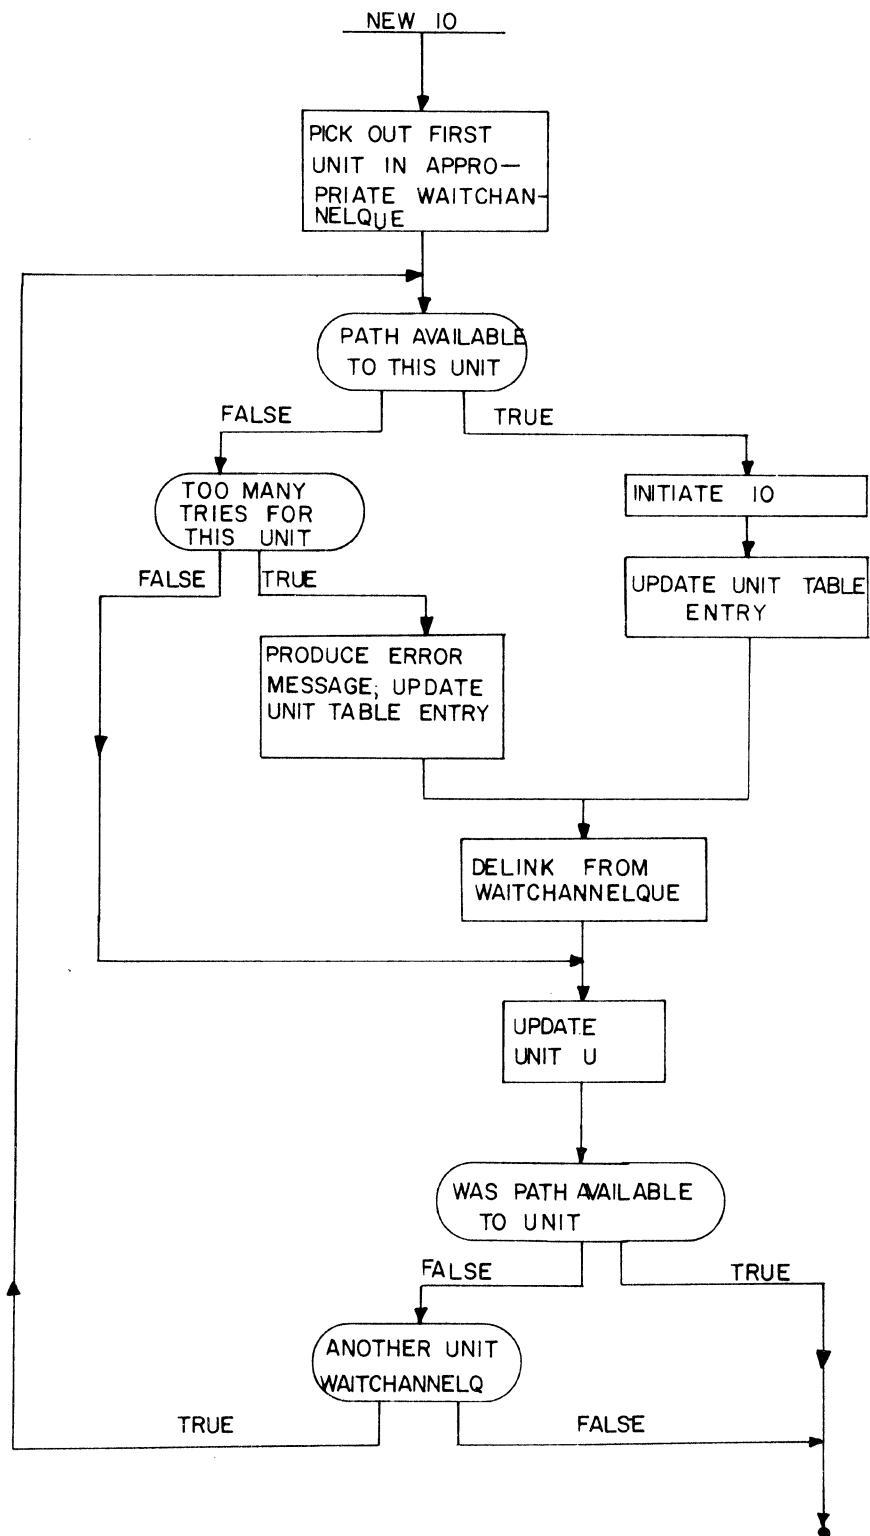 NEW IO
PICK OUT FIRST
UNIT IN APPRO-
PRIATE WAITCHAN-
NELQUE
PATH AVAILABLE
TO THIS UNIT
FALSE
TRUE
TOO MANY
TRIES FOR
THIS UNIT
INITIATE IO
FALSE
TRUE
UPDATE UNIT TABLE
ENTRY
PRODUCE ERROR
MESSAGE; UPDATE
UNIT TABLE ENTRY
DELINK FROM
WAITCHANNELQUE
UPDATE
UNIT U
WAS PATH AVAILABLE
TO UNIT
FALSE
TRUE
ANOTHER UNIT
WAITCHANNELQ
TRUE
FALSE